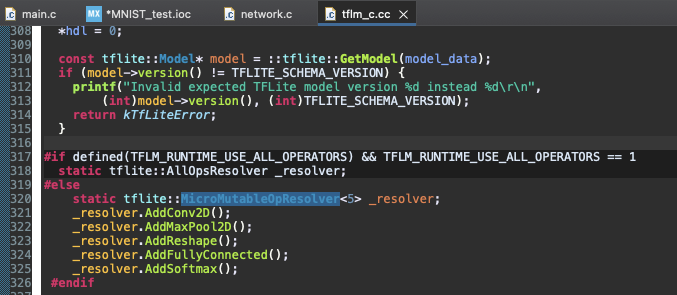 main.c
MX *MNIST_test.ioc
network.c
tflm_c.cc
308 *hdl = 0;
309
310 const tflite::Model* model = ::tflite::GetModel(model_data);
311 if (model->version() != TFLITE_SCHEMA_VERSION) {
312 printf("Invalid expected TFLite model version %d instead %d\r\n",
313 (int)model->version(), (int)TFLITE_SCHEMA_VERSION);
314 return kTfLiteError;
315 }
316
317 #if defined(TFLM_RUNTIME_USE_ALL_OPERATORS) && TFLM_RUNTIME_USE_ALL_OPERATORS == 1
318 static tflite::AllOpsResolver _resolver;
319 #else
320 static tflite::MicroMutableOpResolver<5> _resolver;
321 _resolver.AddConv2D();
322 _resolver.AddMaxPool2D();
323 _resolver.AddReshape();
324 _resolver.AddFullyConnected();
325 _resolver.AddSoftmax();
326 #endif